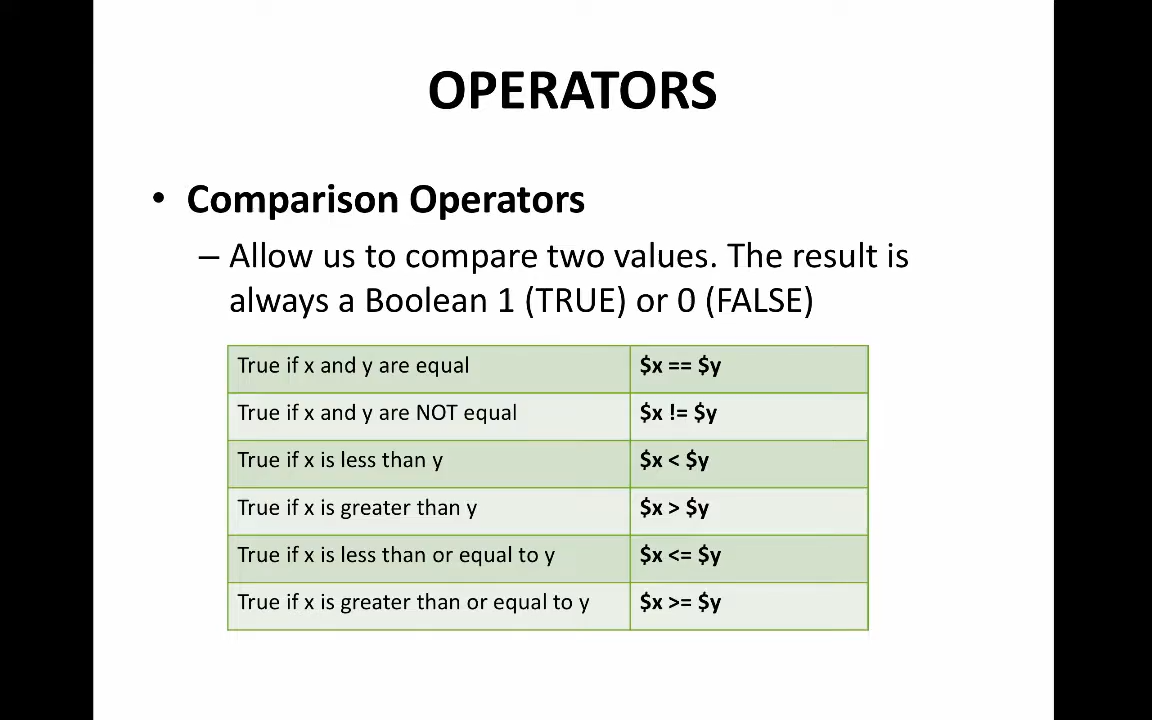 OPERATORS
• Comparison Operators
– Allow us to compare two values. The result is
always a Boolean 1 (TRUE) or 0 (FALSE)
True if x and y are equal $x == $y
True if x and y are NOT equal $x != $y
True if x is less than y $x < $y
True if x is greater than y $x > $y
True if x is less than or equal to y $x <= $y
True if x is greater than or equal to y $x >= $y